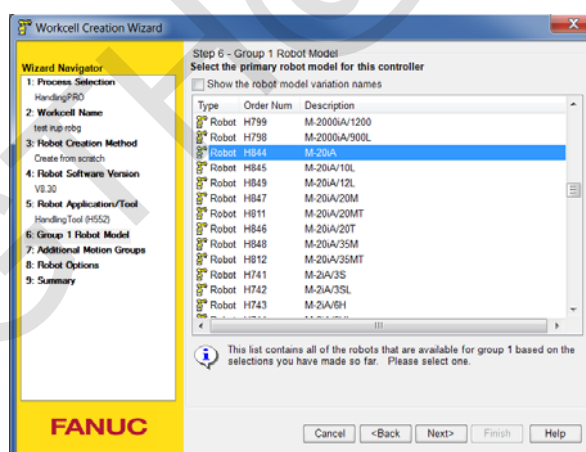 Workcell Creation Wizard
Wizard Navigator
1: Process Selection
HandlingPRO
2: Workcell Name
test irup robg
3: Robot Creation Method
Create from scratch
4: Robot Software Version
V8.30
5: Robot Application/Tool
HandlingTool (H552)
6: Group 1 Robot Model
7: Additional Motion Groups
8: Robot Options
9: Summary
FANUC
Step 6 - Group 1 Robot Model
Select the primary robot model for this controller
Show the robot model variation names
Type Order Num Description
Robot H799 M-2000iA/1200
Robot H798 M-2000iA/900L
Robot H844 M-20iA
Robot H845 M-20iA/10L
Robot H849 M-20iA/12L
Robot H847 M-20iA/20M
Robot H811 M-20iA/20MT
Robot H846 M-20iA/20T
Robot H848 M-20iA/35M
Robot H812 M-20iA/35MT
Robot H741 M-2iA/3S
Robot H742 M-2iA/3SL
Robot H743 M-2iA/6H
This list contains all of the robots that are available for group 1 based on the
selections you have made so far. Please select one.
Cancel <Back Next> Finish Help